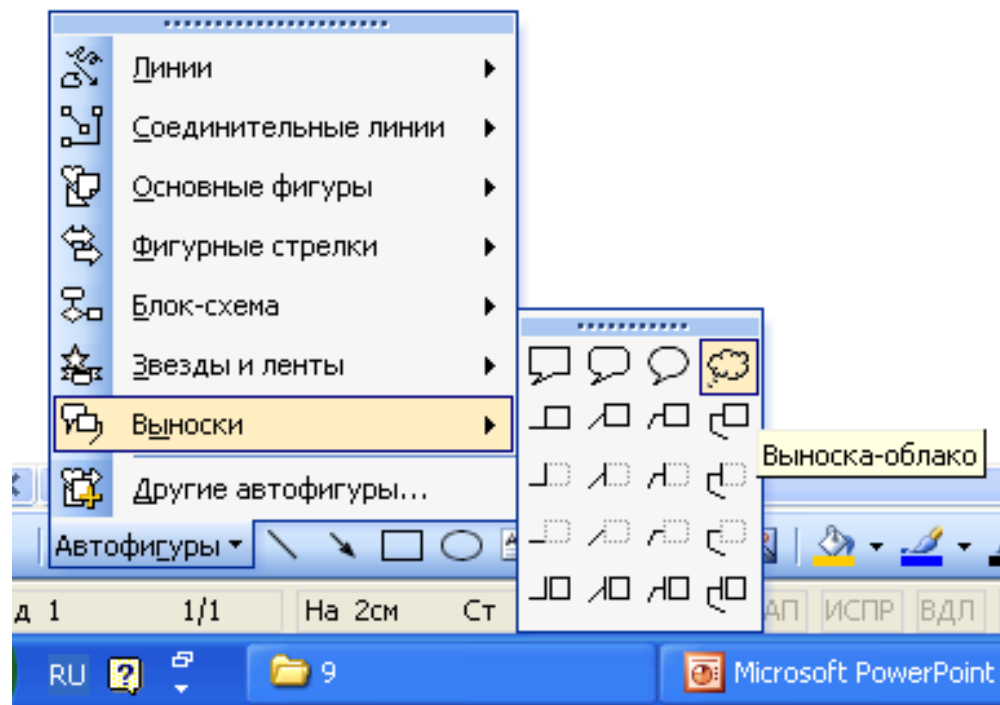 Линии
Соединительные линии
Основные фигуры
Фигурные стрелки
Блок-схема
Звезды и ленты
Выноски
Выноска-облако
Другие автофигуры...
Автофигуры
д 1 1/1 На 2см Ст АП ИСПР ВДЛ
RU 9 Microsoft PowerPoint